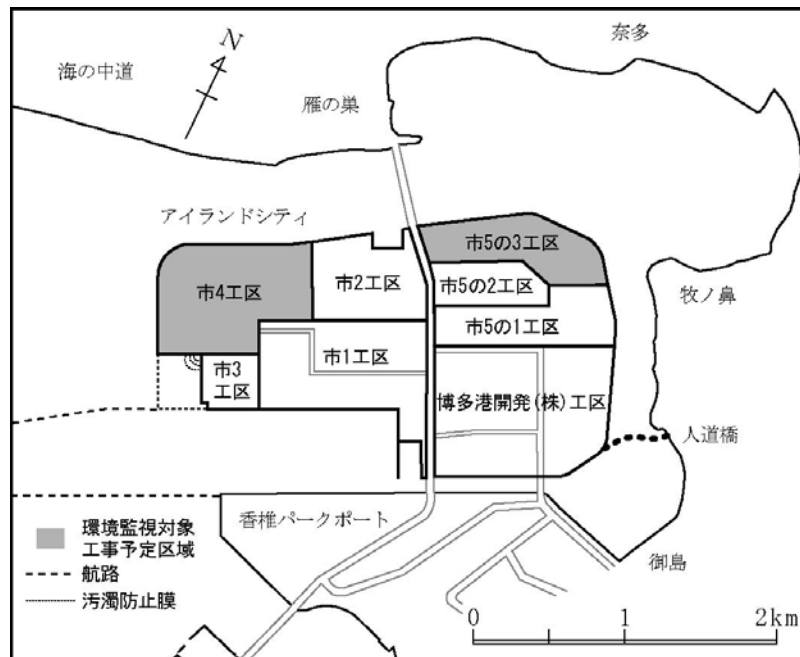 奈多
N
海の中道
雁の巣
アイランドシティ
市5の3工区
市4工区
市2工区
市5の2工区
牧ノ鼻
市5の1工区
市1工区
市3
工区
博多港開発(株)工区
人道橋
香椎パークポート
環境監視対象
工事予定区域
航路
汚濁防止膜
御島
0 1 2km